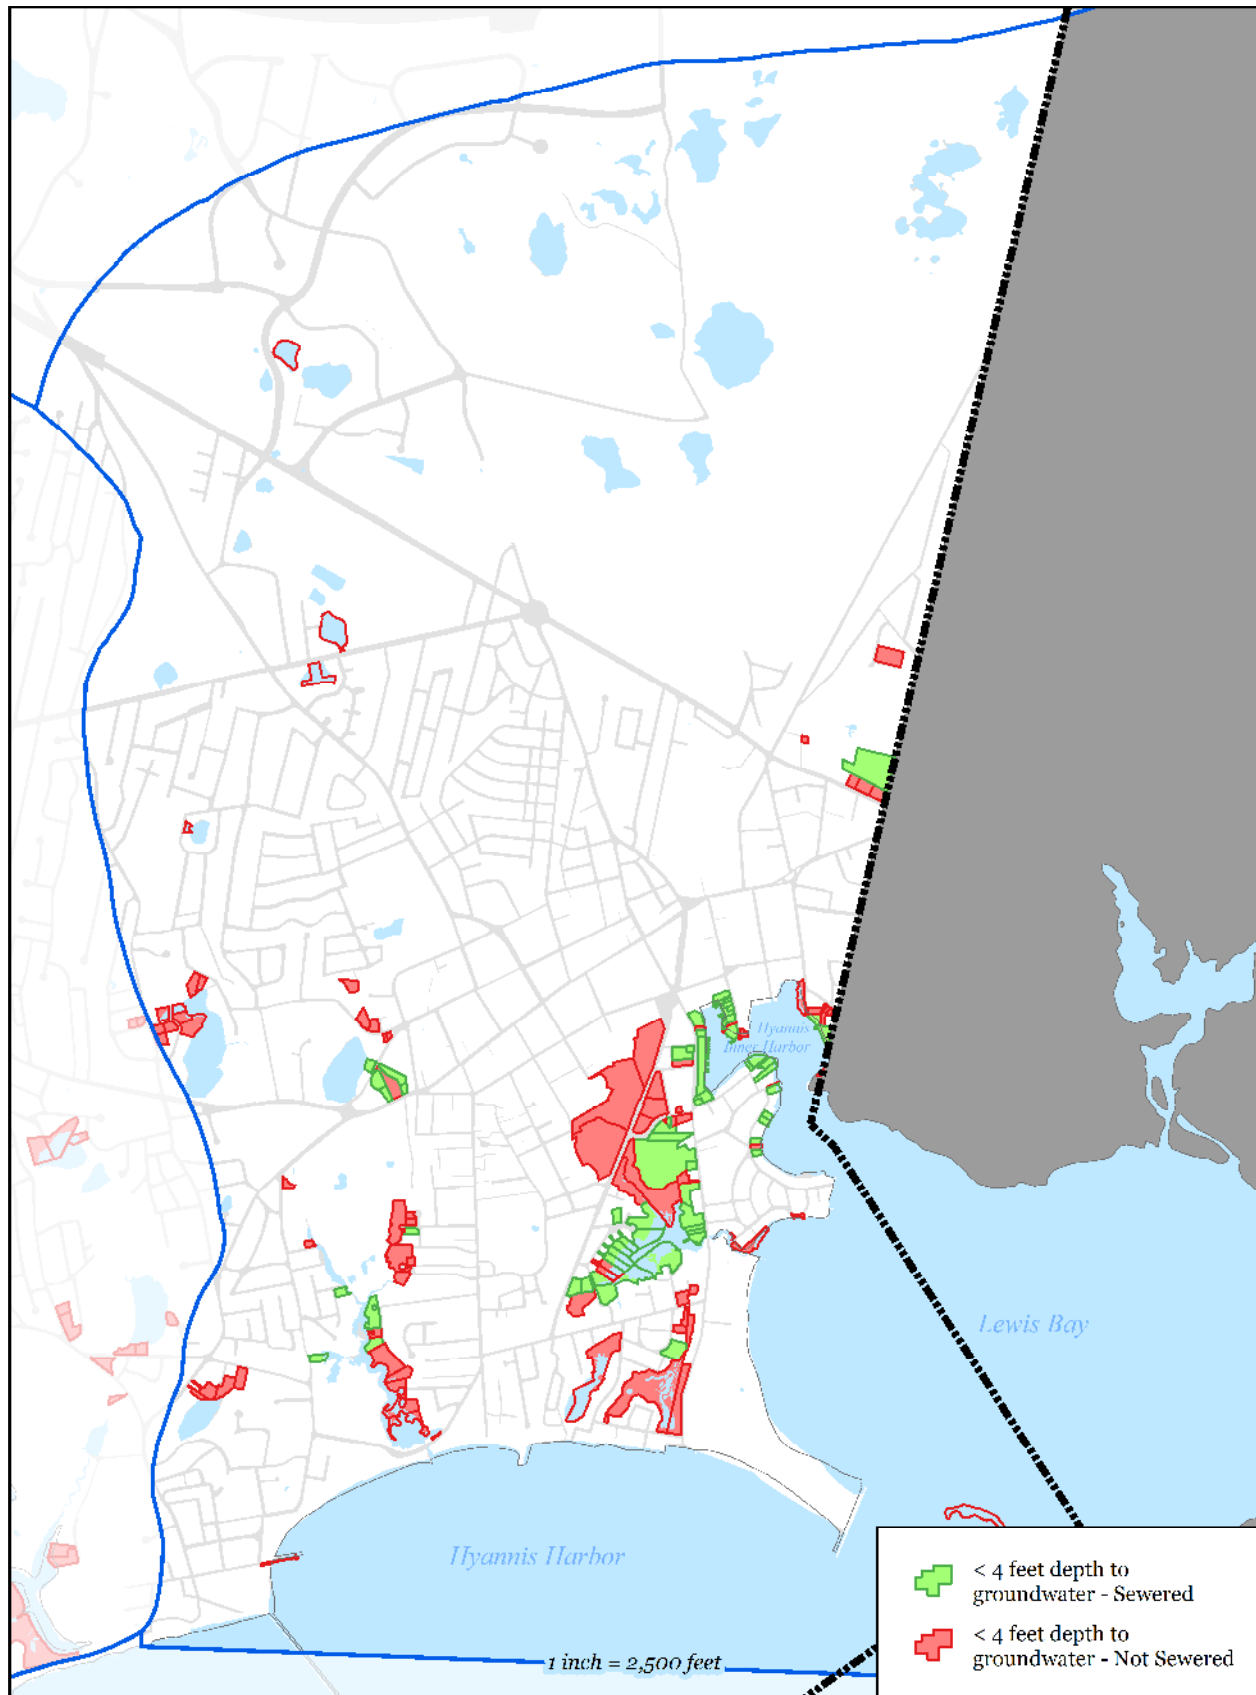 Hyannis
Inner Harbor
Lewis Bay
Hyannis Harbor
1 inch = 2,500 feet
< 4 feet depth to
groundwater - Sewered
< 4 feet depth to
groundwater - Not Sewered